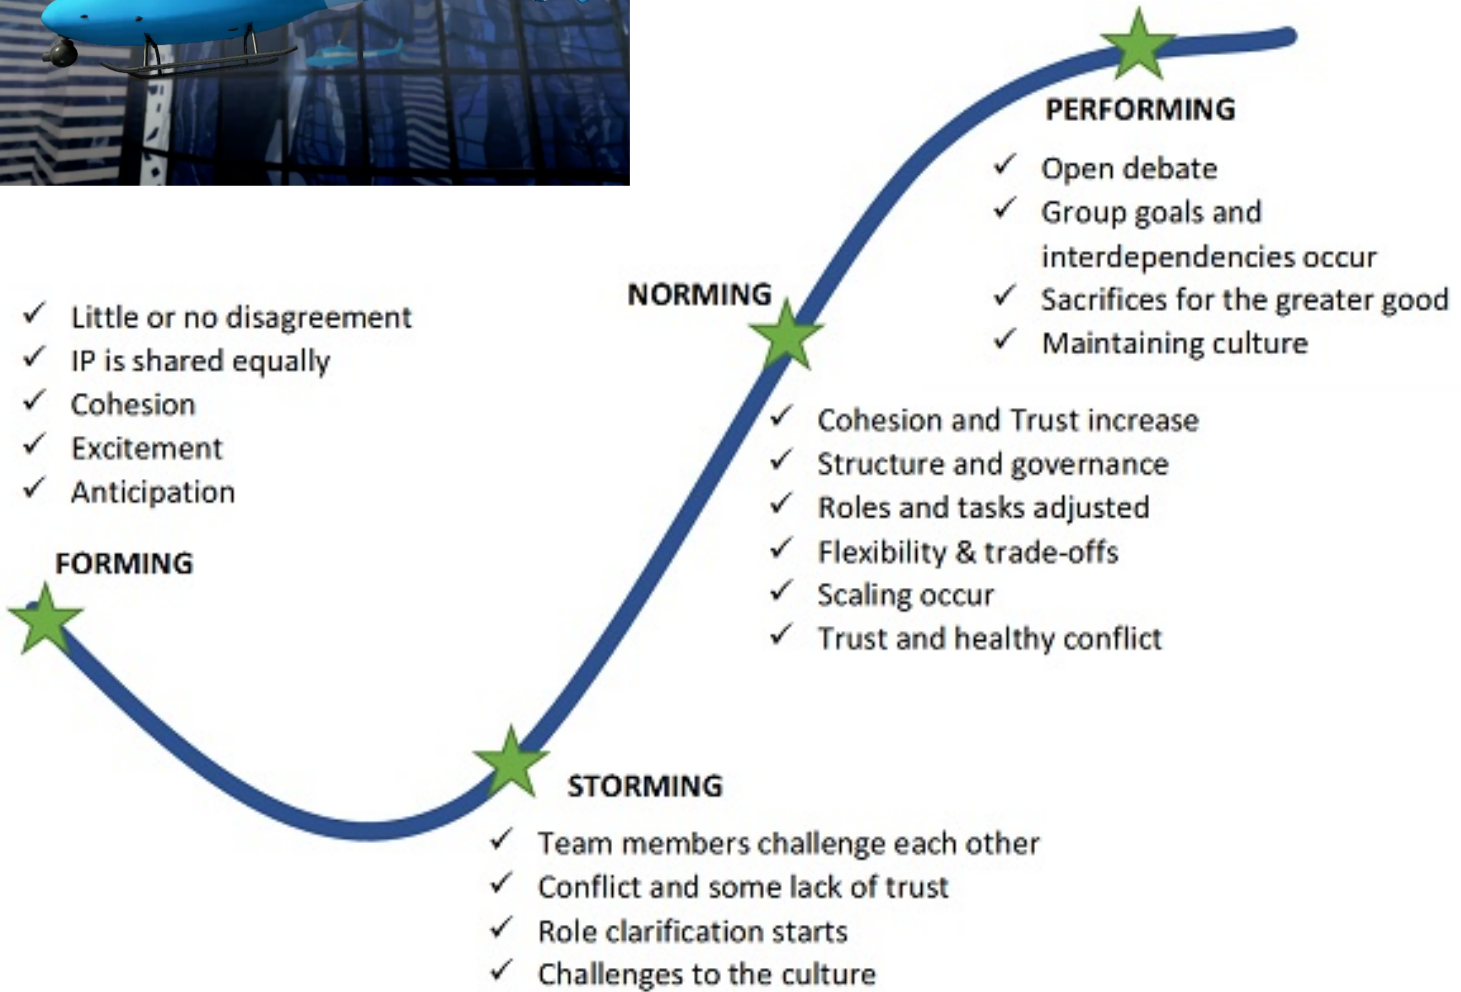 FORMING
✓ Little or no disagreement
✓ IP is shared equally
✓ Cohesion
✓ Excitement
✓ Anticipation
STORMING
✓ Team members challenge each other
✓ Conflict and some lack of trust
✓ Role clarification starts
✓ Challenges to the culture
NORMING
✓ Cohesion and Trust increase
✓ Structure and governance
✓ Roles and tasks adjusted
✓ Flexibility & trade-offs
✓ Scaling occur
✓ Trust and healthy conflict
PERFORMING
✓ Open debate
✓ Group goals and
interdependencies occur
✓ Sacrifices for the greater good
✓ Maintaining culture